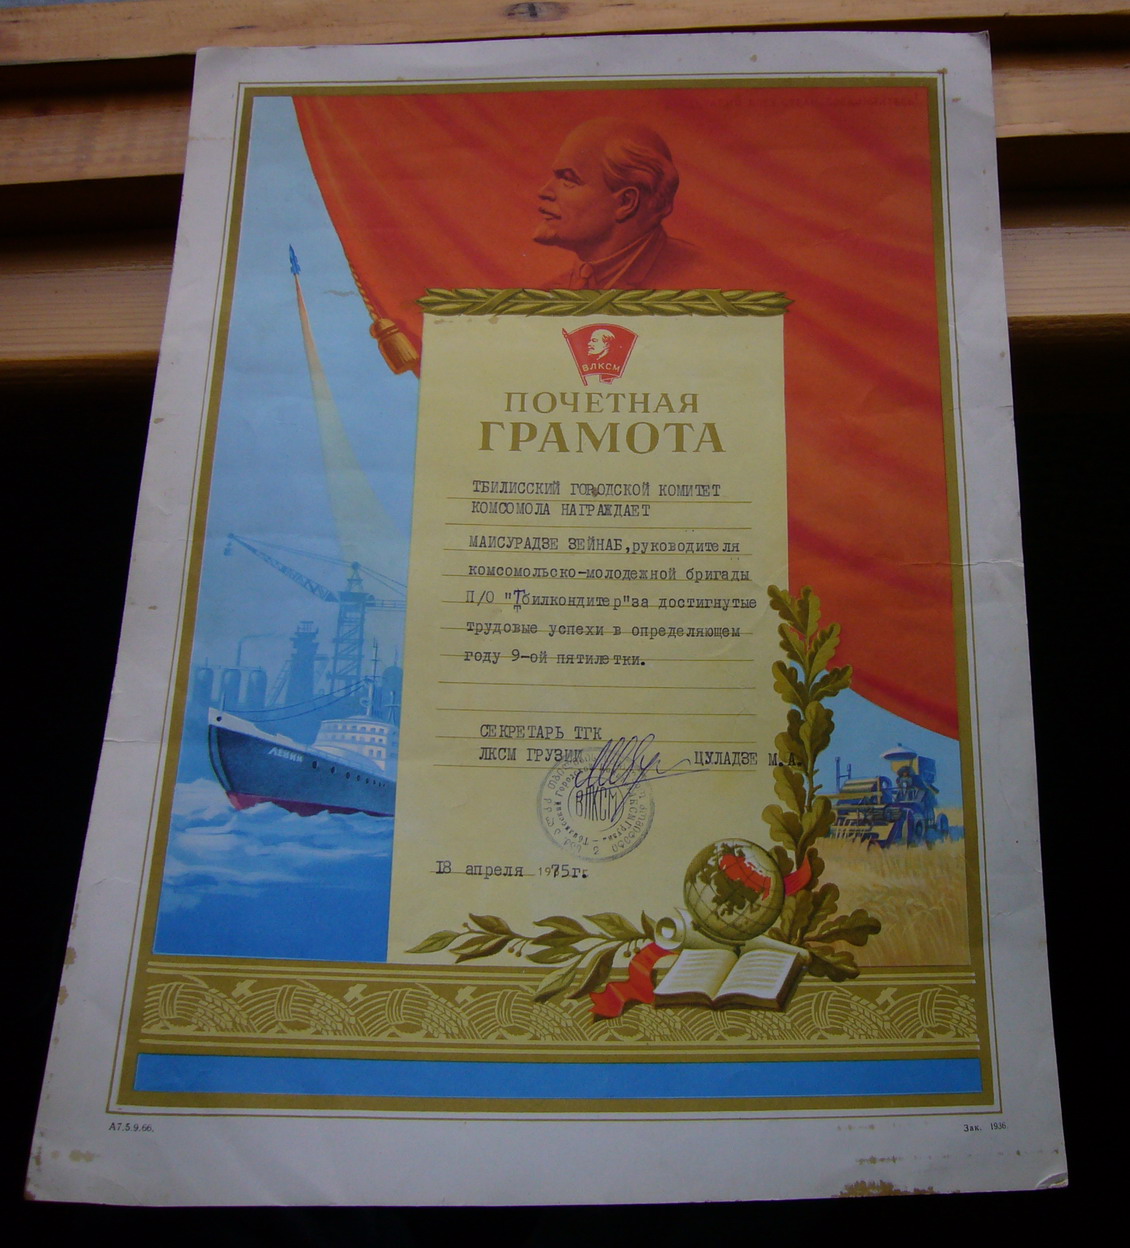 ВЛКСМ
ПОЧЕТНАЯ
ГРАМОТА
ТБИЛИССКИЙ ГОРОДСКОЙ КОМИТЕТ
КОМСОМОЛА НАГРАЖДАЕТ
МАИСУРАДЗЕ ЗЕЙНАБ,руководителя
комсомольско-молодежной бригады
П/О "Тбилкондитер"за достигнутые
трудовые успехи в определяющем
году 9-ой пятилетки.
СЕКРЕТАРЬ ТГК
ЛКСМ ГРУЗИИ ЦУЛАДЗЕ М.А.
ВЛКСМ
18 апреля 1975г.
ЛЕНИН
А7.5.9.66. Зак. 1936